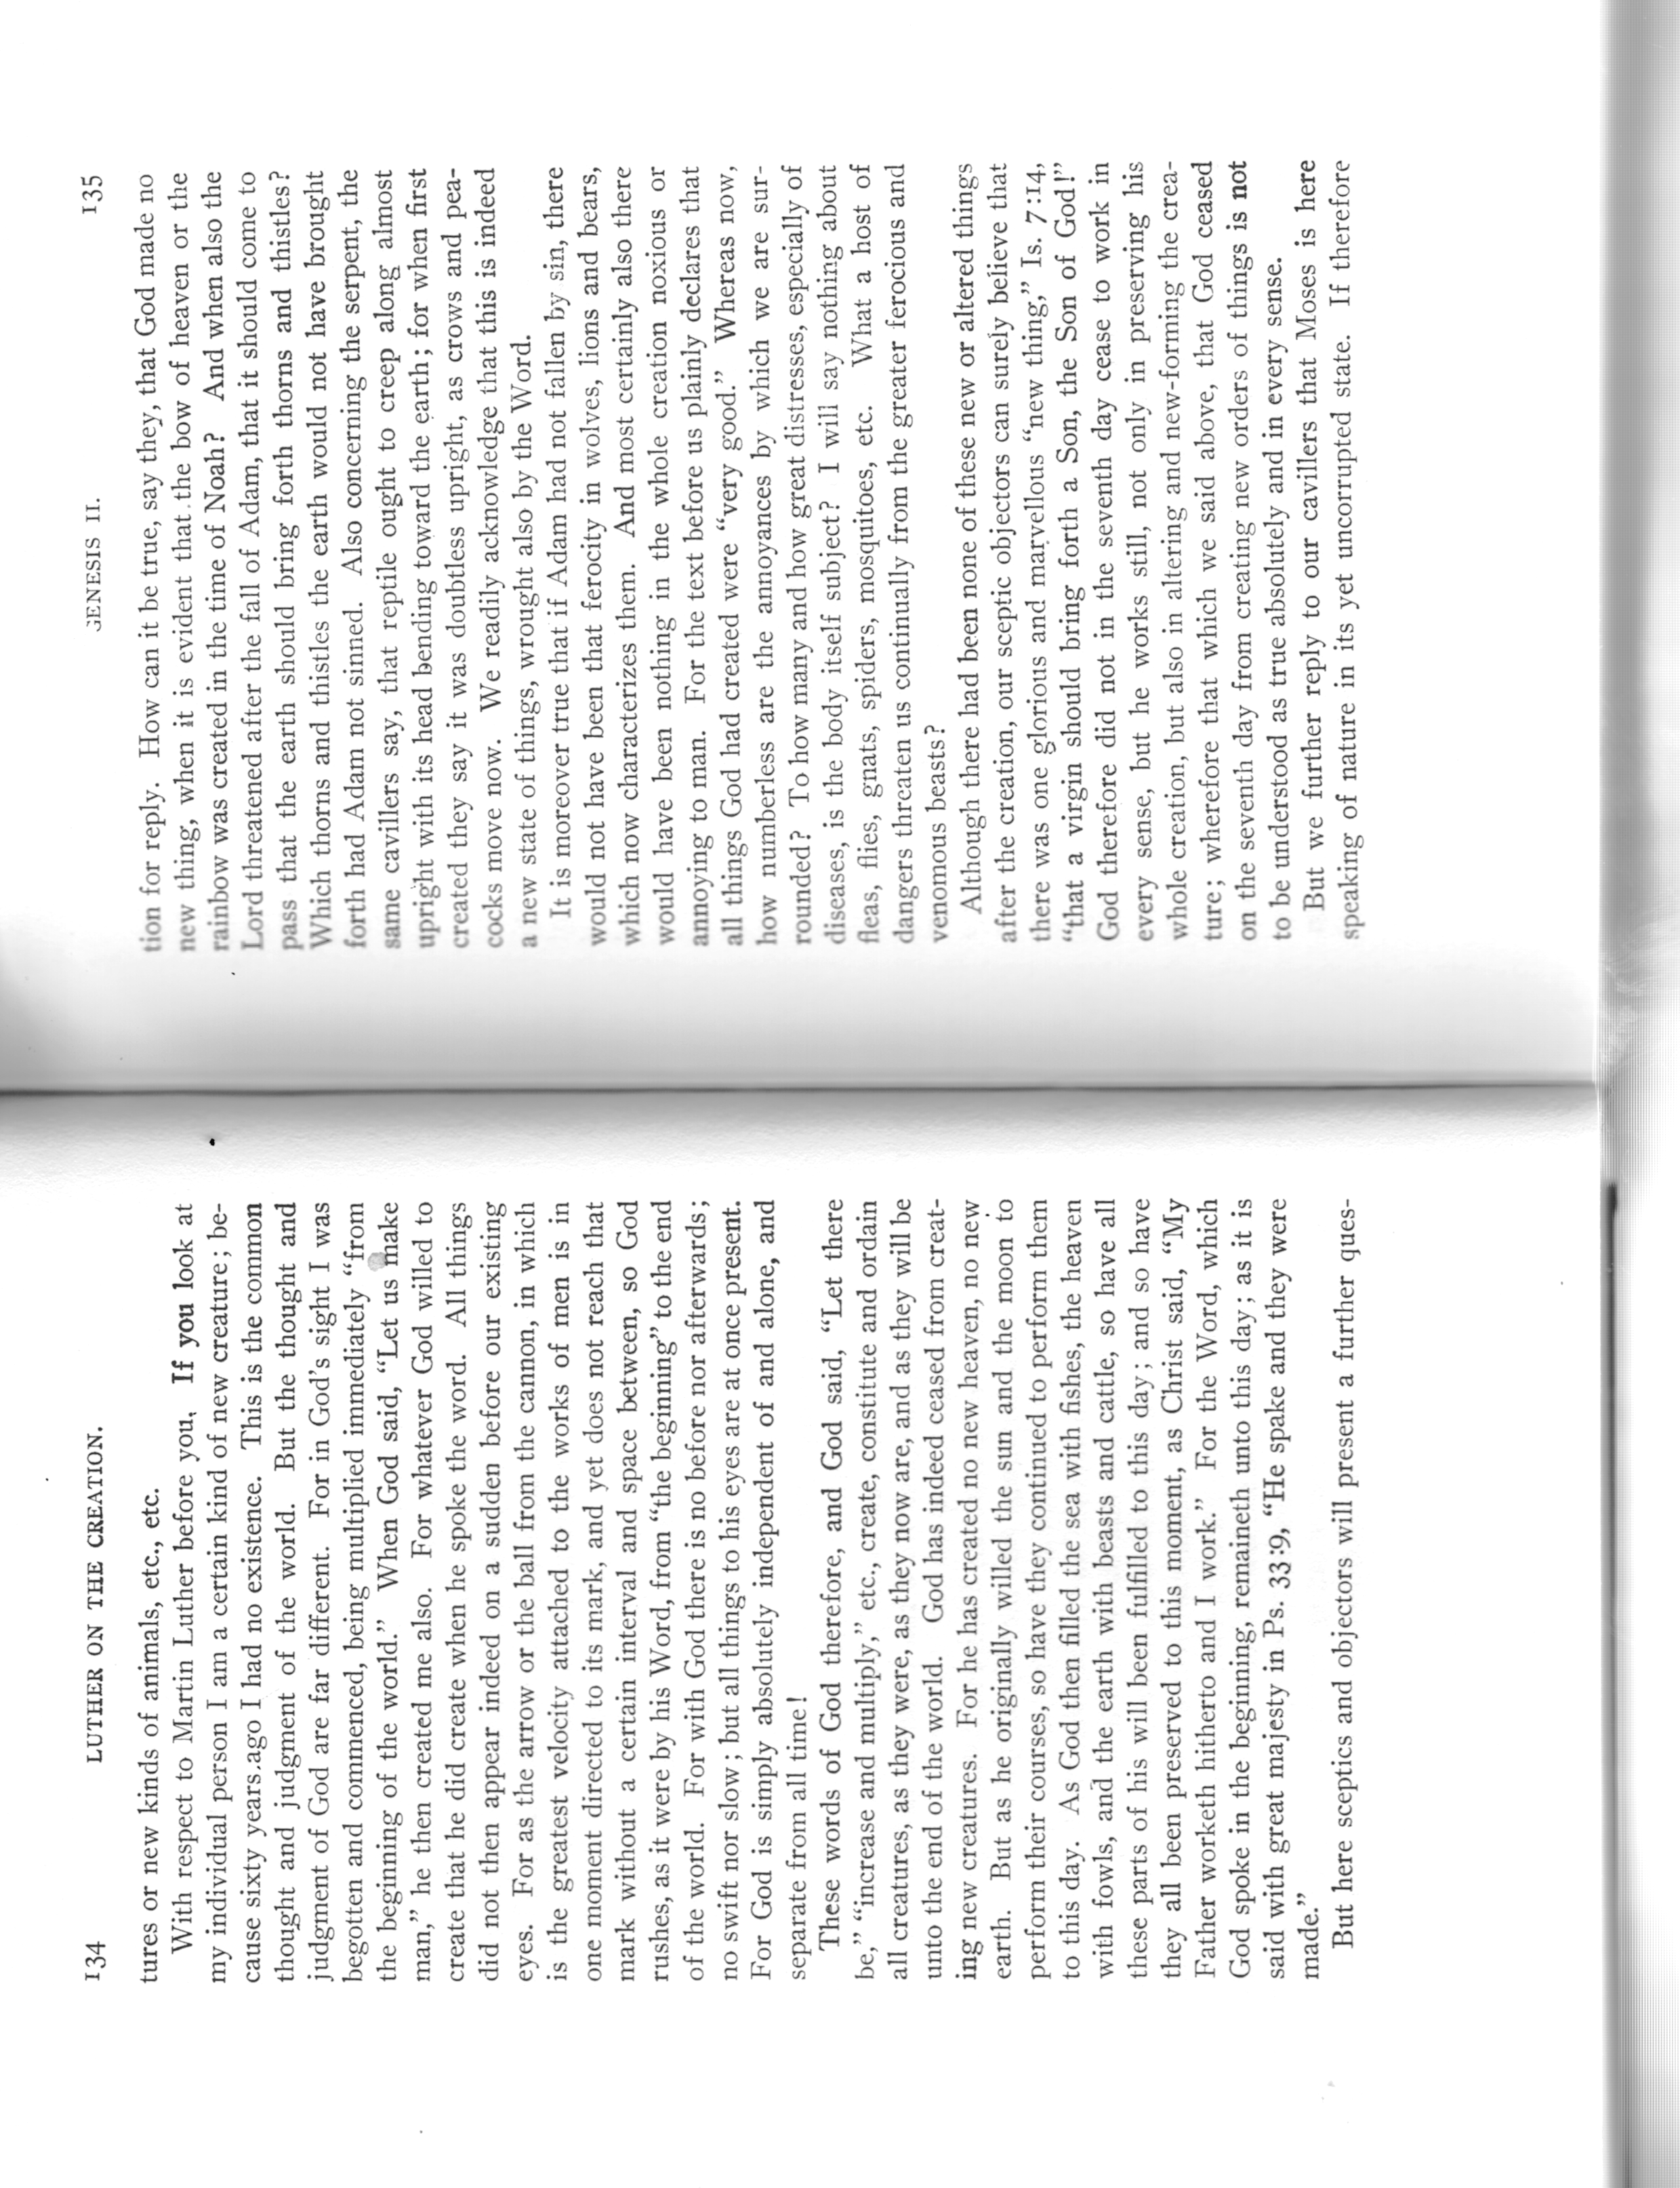 134 LUTHER ON THE CREATION.
tures or new kinds of animals, etc., etc.
With respect to Martin Luther before you, If you look at
my individual person I am a certain kind of new creature; be-
cause sixty years ago I had no existence. This is the common
thought and judgment of the world. But the thought and
judgment of God are far different. For in God's sight I was
begotten and commenced, being multiplied immediately “from
the beginning of the world.” When God said, “Let us make
man,” he then created me also. For whatever God willed to
create that he did create when he spoke the word. All things
did not then appear indeed on a sudden before our existing
eyes. For as the arrow or the ball from the cannon, in which
is the greatest velocity attached to the works of men is in
one moment directed to its mark, and yet does not reach that
mark without a certain interval and space between, so God
rushes, as it were by his Word, from “the beginning” to the end
of the world. For with God there is no before nor afterwards;
no swift nor slow; but all things to his eyes are at once present.
For God is simply absolutely independent of and alone, and
separate from all time!
These words of God therefore, and God said, “Let there
be,” “increase and multiply,” etc., create, constitute and ordain
all creatures, as they were, as they now are, and as they will be
unto the end of the world. God has indeed ceased from creat-
ing new creatures. For he has created no new heaven, no new
earth. But as he originally willed the sun and the moon to
perform their courses, so have they continued to perform them
to this day. As God then filled the sea with fishes, the heaven
with fowls, and the earth with beasts and cattle, so have all
these parts of his will been fulfilled to this day; and so have
they all been preserved to this moment, as Christ said, “My
Father worketh hitherto and I work.” For the Word, which
God spoke in the beginning, remaineth unto this day; as it is
said with great majesty in Ps. 33:9, “He spake and they were
made.”
But here sceptics and objectors will present a further ques-
GENESIS II. 135
tion for reply. How can it be true, say they, that God made no
new thing, when it is evident that the bow of heaven or the
rainbow was created in the time of Noah? And when also the
Lord threatened after the fall of Adam, that it should come to
pass that the earth should bring forth thorns and thistles?
Which thorns and thistles the earth would not have brought
forth had Adam not sinned. Also concerning the serpent, the
same cavillers say, that reptile ought to creep along almost
upright with its head bending toward the earth; for when first
created they say it was doubtless upright, as crows and pea-
cocks move now. We readily acknowledge that this is indeed
a new state of things, wrought also by the Word.
It is moreover true that if Adam had not fallen by sin, there
would not have been that ferocity in wolves, lions and bears,
which now characterizes them. And most certainly also there
would have been nothing in the whole creation noxious or
annoying to man. For the text before us plainly declares that
all things God had created were “very good.” Whereas now,
how numberless are the annoyances by which we are sur-
rounded? To how many and how great distresses, especially of
diseases, is the body itself subject? I will say nothing about
fleas, flies, gnats, spiders, mosquitoes, etc. What a host of
dangers threaten us continually from the greater ferocious and
venomous beasts?
Although there had been none of these new or altered things
after the creation, our sceptic objectors can surely believe that
there was one glorious and marvellous “new thing,” Is. 7:14,
“that a virgin should bring forth a Son, the Son of God!”
God therefore did not in the seventh day cease to work in
every sense, but he works still, not only in preserving his
whole creation, but also in altering and new-forming the crea-
ture; wherefore that which we said above, that God ceased
on the seventh day from creating new orders of things is not
to be understood as true absolutely and in every sense.
But we further reply to our cavillers that Moses is here
speaking of nature in its yet uncorrupted state. If therefore